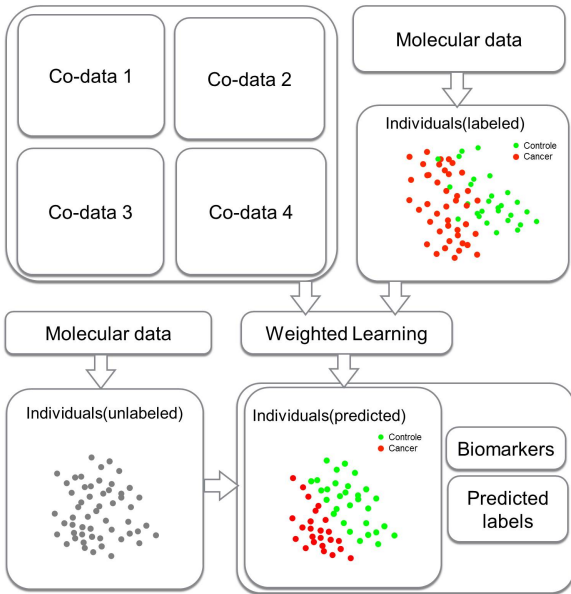 Co-data 1
Co-data 2
Co-data 3
Co-data 4
Molecular data
Individuals(labeled)
Controle
Cancer
Molecular data
Weighted Learning
Individuals(unlabeled)
Individuals(predicted)
Controle
Cancer
Biomarkers
Predicted
labels